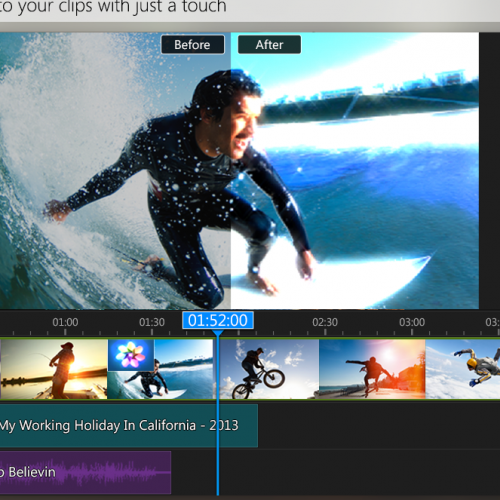 to your clips with just a touch
Before After
01:00 01:30 01:52:00 02:30 03:00 03:
My Working Holiday In California - 2013
Believin